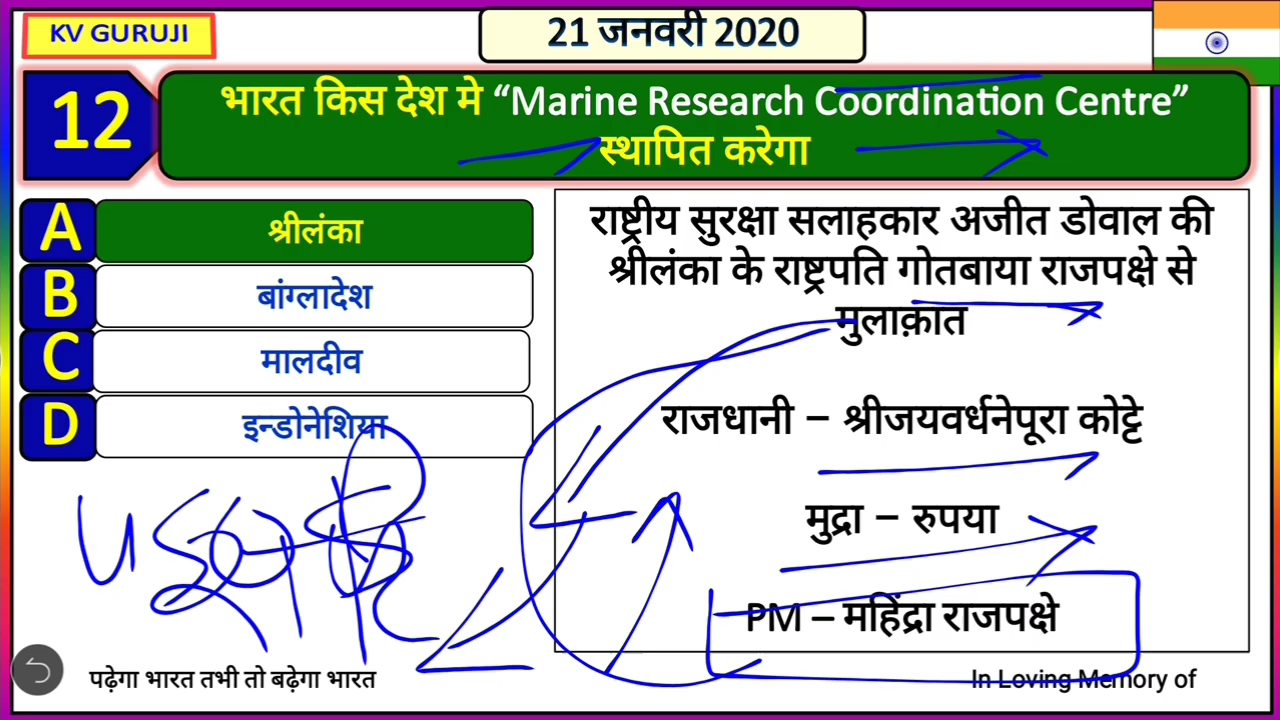 KV GURUJI
21 जनवरी 2020
12
भारत किस देश मे “Marine Research Coordination Centre”
स्थापित करेगा
A श्रीलंका
B बांग्लादेश
C मालदीव
D इन्डोनेशिया
राष्ट्रीय सुरक्षा सलाहकार अजीत डोवाल की
श्रीलंका के राष्ट्रपति गोतबाया राजपक्षे से
मुलाक़ात
राजधानी – श्रीजयवर्धनेपूरा कोट्टे
मुद्रा – रुपया
PM – महिंद्रा राजपक्षे
पढ़ेगा भारत तभी तो बढ़ेगा भारत
In Loving Memory of